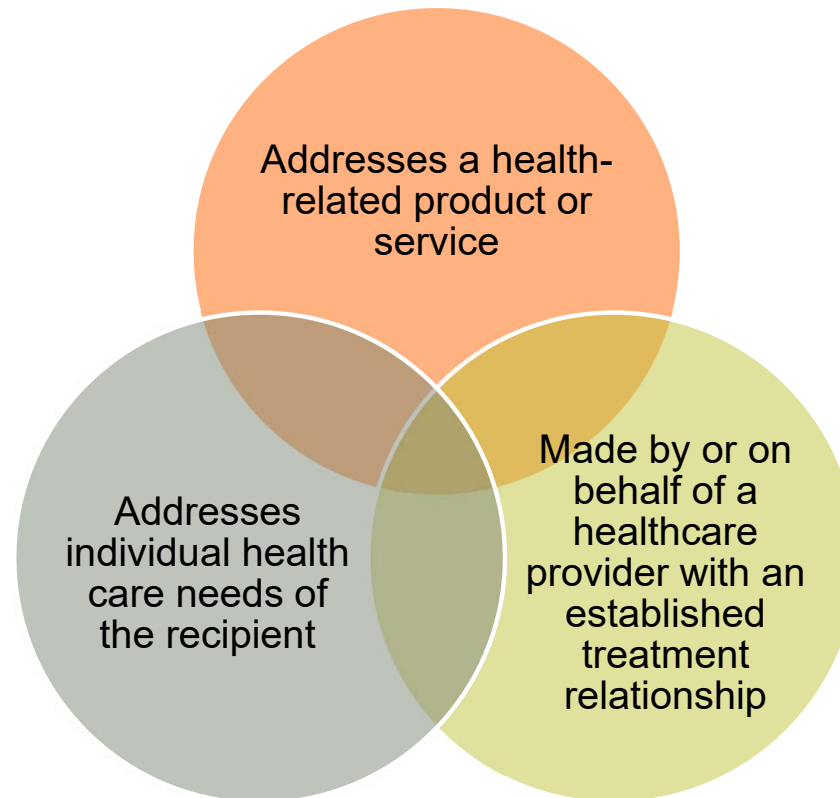 Addresses a health-
related product or
service
Addresses
individual health
care needs of
the recipient
Made by or on
behalf of a
healthcare
provider with an
established
treatment
relationship